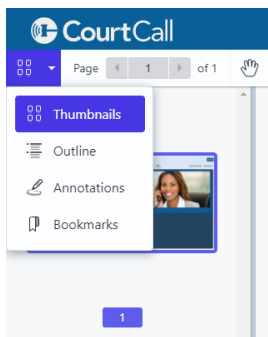 CourtCall
Page 1 of 1
Thumbnails
Outline
Annotations
Bookmarks
1